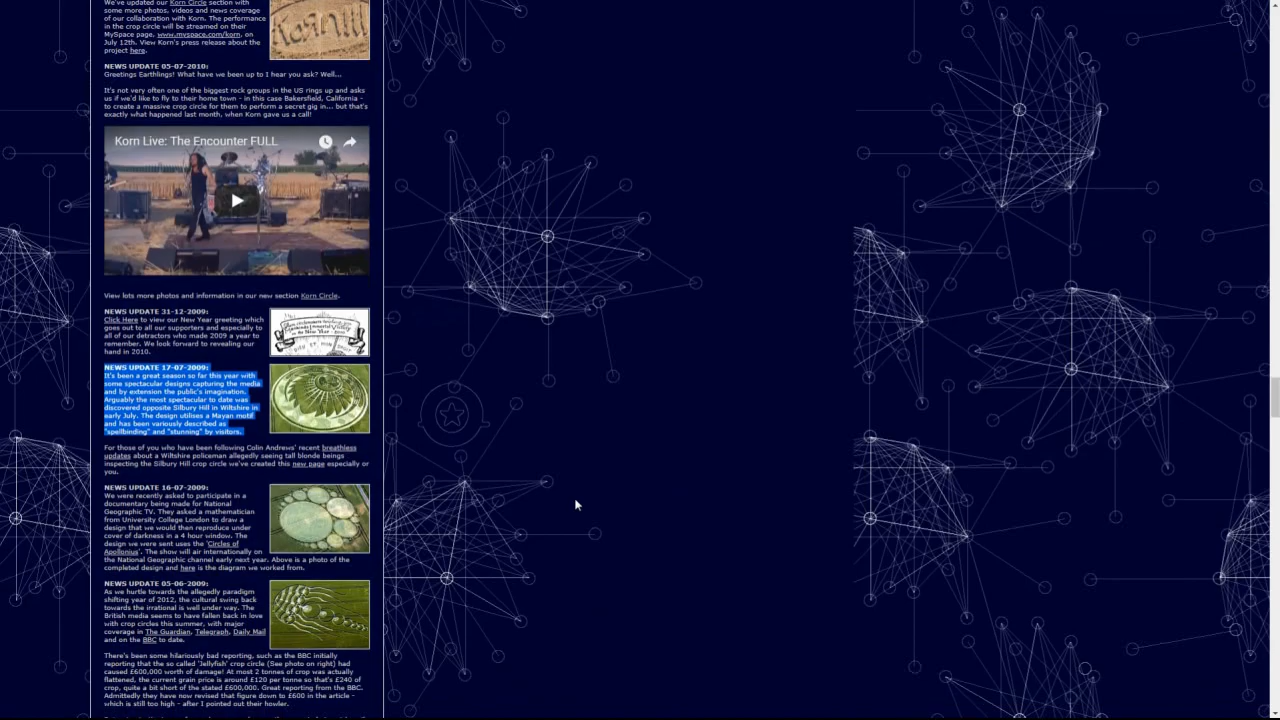 We've updated our Korn Circle section with
some more photos, videos and news coverage
of our collaboration with Korn. The performance
in the crop circle will be streamed on their
MySpace page, www.myspace.com/korn, on
July 12th. View Korn's press release about the
project here.
NEWS UPDATE 05-07-2010:
Greetings Earthlings! What have we been up to I hear you ask? Well...
It's not very often one of the biggest rock groups in the US rings up and asks
us if we'd like to fly to their home town - in this case Bakersfield, California -
to create a massive crop circle for them to perform a secret gig in... but that's
exactly what happened last month, when Korn gave us a call!
Korn Live: The Encounter FULL
View lots more photos and information in our new section Korn Circle.
NEWS UPDATE 31-12-2009:
Click Here to view our New Year greeting which
goes out to all our supporters and especially to
all of our detractors who made 2009 a year to
remember. We look forward to revealing our
hand in 2010.
NEWS UPDATE 17-07-2009:
It's been a great season so far this year with
some spectacular designs capturing the media
and by extension the public's imagination.
Arguably the most spectacular to date was
discovered opposite Silbury Hill in Wiltshire in
early July. The design utilises a Mayan motif
and has been variously described as
"spellbinding" and "stunning" by visitors.
For those of you who have been following Colin Andrews' recent breathless
updates about a Wiltshire policeman allegedly seeing tall blonde beings
inspecting the Silbury Hill crop circle we've created this new page especially or
you.
NEWS UPDATE 16-07-2009:
We were recently asked to participate in a
documentary being made for National
Geographic TV. They asked a mathematician
from University College London to draw a
design that we would then reproduce under
cover of darkness in a 4 hour window. The
design we were sent uses the 'Circles of
Apollonius'. The show will air internationally on
the National Geographic channel early next year. Above is a photo of the
completed design and here is the diagram we worked from.
NEWS UPDATE 05-06-2009:
As we hurtle towards the allegedly paradigm
shifting year of 2012, the cultural swing back
towards the irrational is well under way. The
British media seems to have fallen back in love
with crop circles this summer, with major
coverage in The Guardian, Telegraph, Daily Mail
and on the BBC to date.
There's been some hilariously bad reporting, such as the BBC initially
reporting that the so called 'Jellyfish' crop circle (See photo on right) had
caused £600,000 worth of damage! At most 2 tonnes of crop was actually
flattened, the current grain price is around £120 per tonne so that's £240 of
crop, quite a bit short of the stated £600,000. Great reporting from the BBC.
Admittedly they have now revised that figure down to £600 in the article -
which is still too high - after I pointed out their howler.